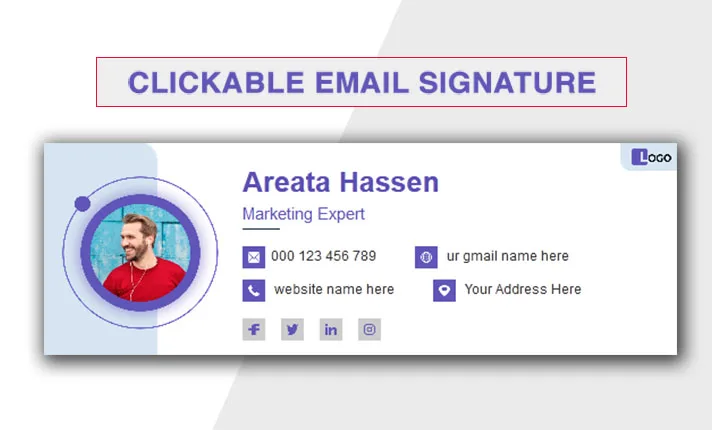 CLICKABLE EMAIL SIGNATURE
LOGO
Areata Hassen
Marketing Expert
000 123 456 789
ur gmail name here
website name here
Your Address Here